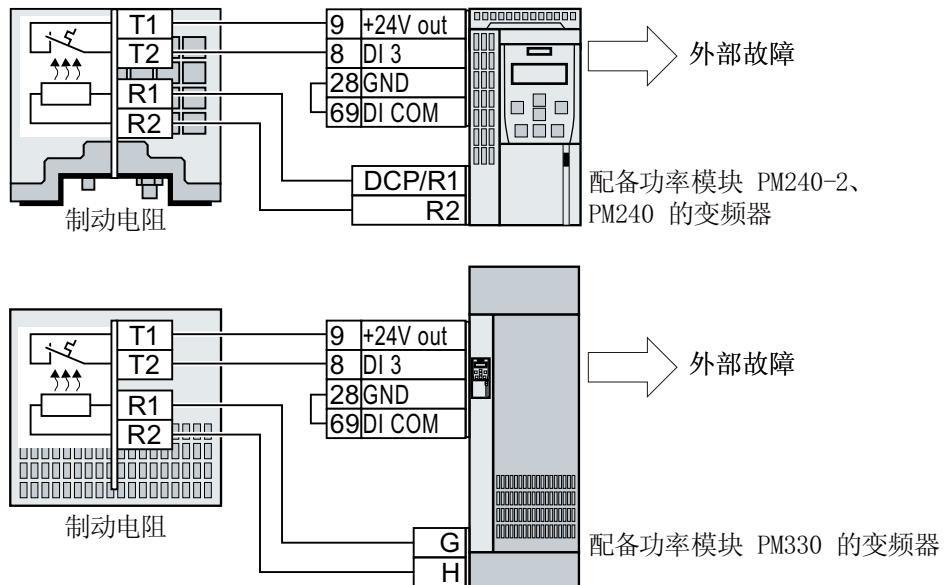 T1
T2
R1
R2
制动电阻
9 +24V out
8 DI 3
28 GND
69 DI COM
DCP/R1
R2
外部故障
配备功率模块 PM240-2、
PM240 的变频器
T1
T2
R1
R2
制动电阻
9 +24V out
8 DI 3
28 GND
69 DI COM
G
H
外部故障
配备功率模块 PM330 的变频器